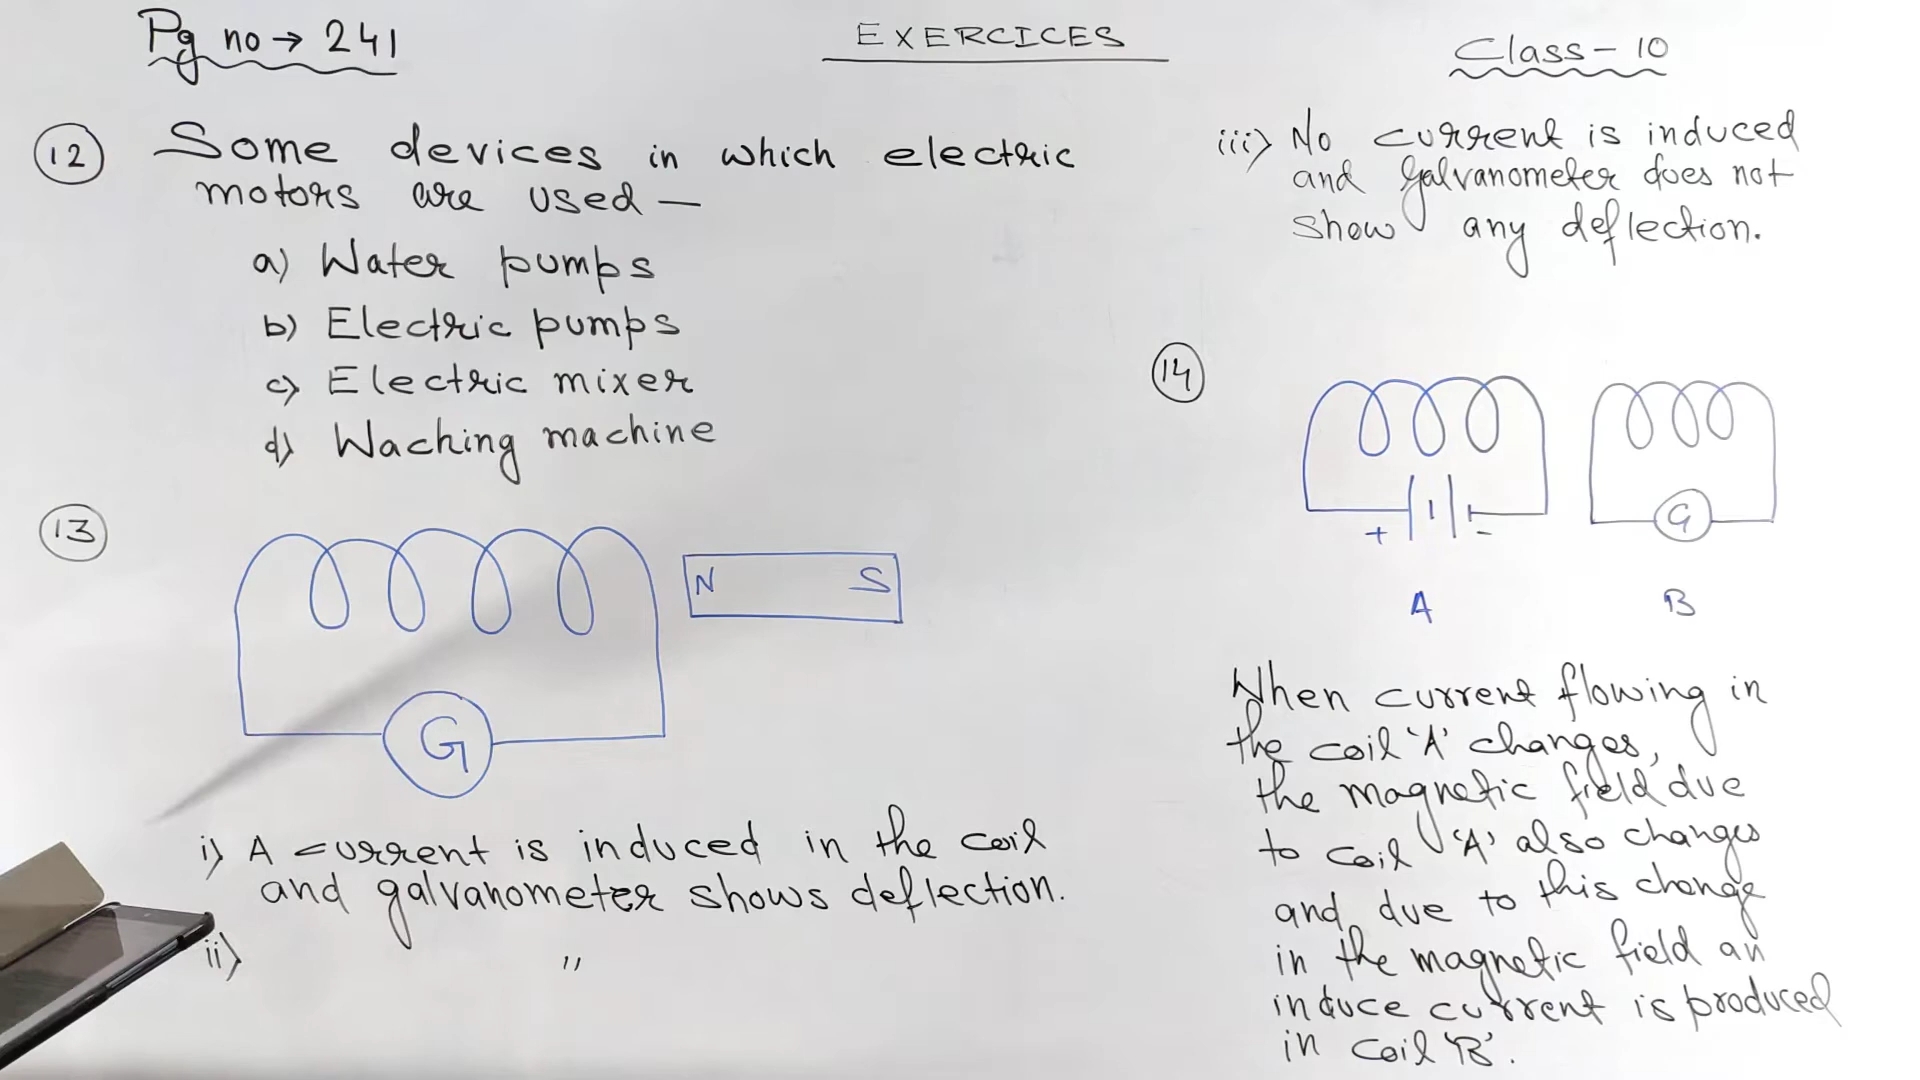 Pg no → 241
EXERCICES
Class - 10
12 Some devices in which electric
motors are used —
a) Water pumps
b) Electric pumps
c) Electric mixer
d) Waching machine
13
N S
G
i) A current is induced in the coil
and galvanometer shows deflection.
ii) "
iii) No current is induced
and Galvanometer does not
show any deflection.
14
+ -
G
A B
When current flowing in
the coil 'A' changes,
the magnetic field due
to coil 'A' also changes
and due to this change
in the magnetic field an
induce current is produced
in coil 'B'.